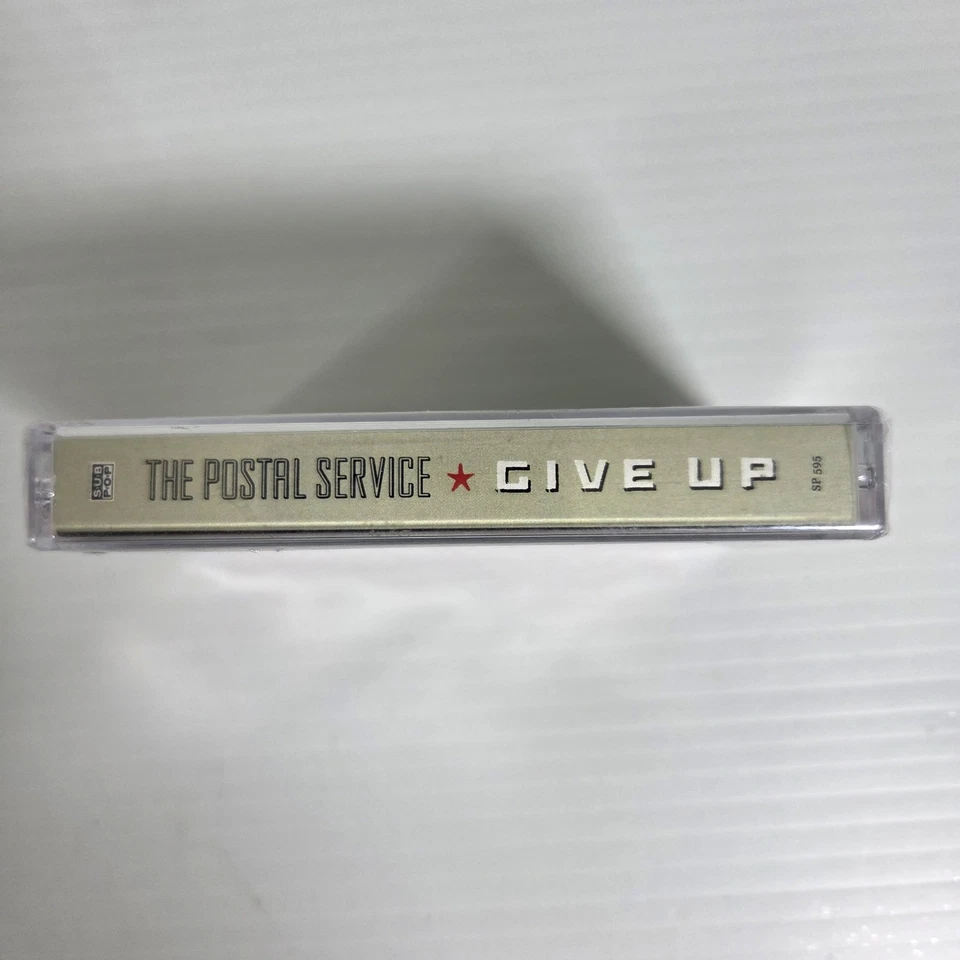 SUB
POP
THE POSTAL SERVICE ★ GIVE UP
SP 595